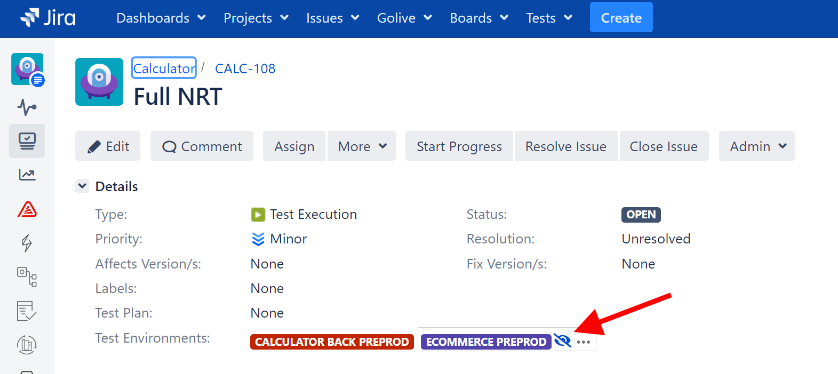 Jira Dashboards Projects Issues Golive Boards Tests Create
Calculator / CALC-108
Full NRT
Edit Comment Assign More Start Progress Resolve Issue Close Issue Admin
Details
Type: Test Execution Status: OPEN
Priority: Minor Resolution: Unresolved
Affects Version/s: None Fix Version/s: None
Labels: None
Test Plan: None
Test Environments: CALCULATOR BACK PREPROD ECOMMERCE PREPROD